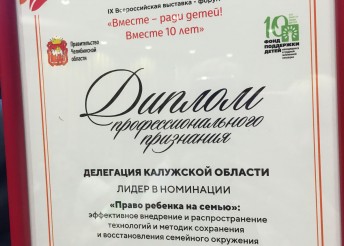 IX Всероссийская выставка - форум
«Вместе – ради детей!
Вместе 10 лет»
Правительство
Челябинской
области
10
ФОНД
ПОДДЕРЖКИ
ДЕТЕЙ
Диплом
профессионального
признания
ДЕЛЕГАЦИЯ КАЛУЖСКОЙ ОБЛАСТИ
ЛИДЕР В НОМИНАЦИИ
«Право ребенка на семью»:
эффективное внедрение и распространение
технологий и методик сохранения
и восстановления семейного окружения